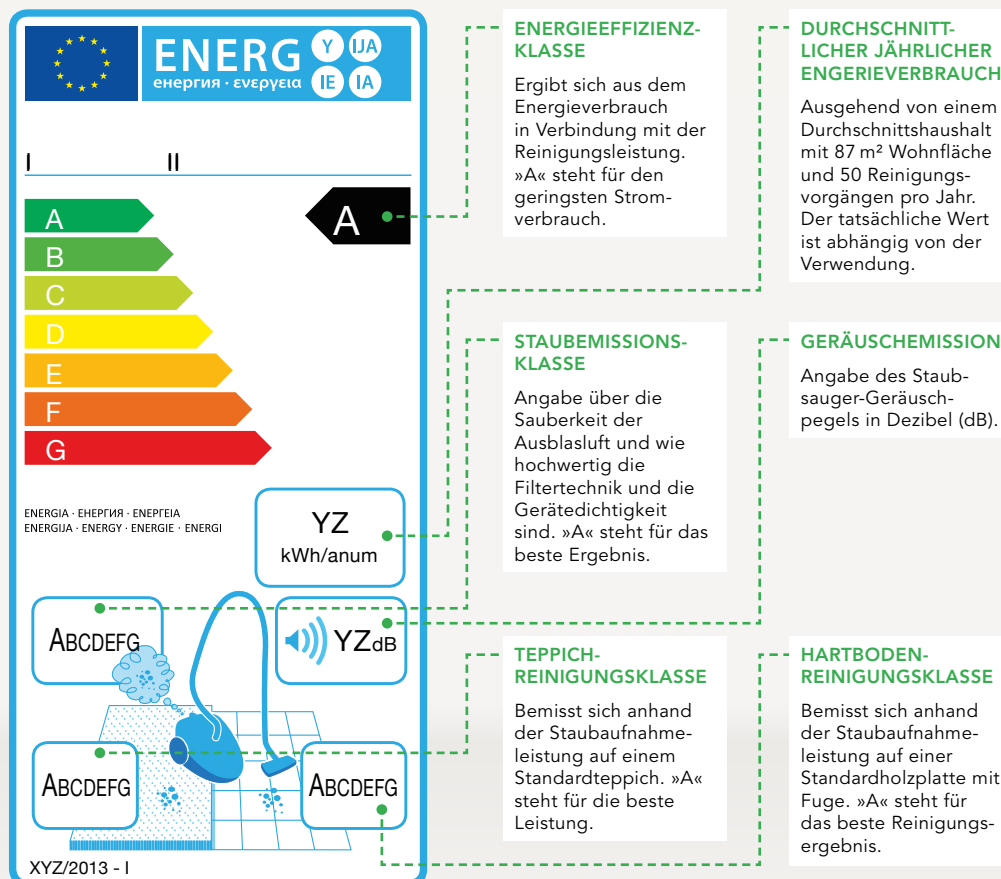 ENERG
енергия · ενεργεια
Y
IJA
IE
IA
I
II
A
B
C
D
E
F
G
A
ENERGIA · ЕНЕРГИЯ · ΕΝΕΡΓΕΙΑ
ENERGIJA · ENERGY · ENERGIE · ENERGI
YZ
kWh/anum
ABCDEFG
YZdB
ABCDEFG
ABCDEFG
XYZ/2013 - I
ENERGIEEFFIZIENZ-
KLASSE
Ergibt sich aus dem
Energieverbrauch
in Verbindung mit der
Reinigungsleistung.
»A« steht für den
geringsten Strom-
verbrauch.
DURCHSCHNITT-
LICHER JÄHRLICHER
ENGERIEVERBRAUCH
Ausgehend von einem
Durchschnittshaushalt
mit 87 m² Wohnfläche
und 50 Reinigungs-
vorgängen pro Jahr.
Der tatsächliche Wert
ist abhängig von der
Verwendung.
STAUBEMISSIONS-
KLASSE
Angabe über die
Sauberkeit der
Ausblasluft und wie
hochwertig die
Filtertechnik und die
Gerätedichtigkeit
sind. »A« steht für das
beste Ergebnis.
GERÄUSCHEMISSION
Angabe des Staub-
sauger-Geräusch-
pegels in Dezibel (dB).
TEPPICH-
REINIGUNGSKLASSE
Bemisst sich anhand
der Staubaufnahme-
leistung auf einem
Standardteppich. »A«
steht für die beste
Leistung.
HARTBODEN-
REINIGUNGSKLASSE
Bemisst sich anhand
der Staubaufnahme-
leistung auf einer
Standardholzplatte mit
Fuge. »A« steht für
das beste Reinigungs-
ergebnis.